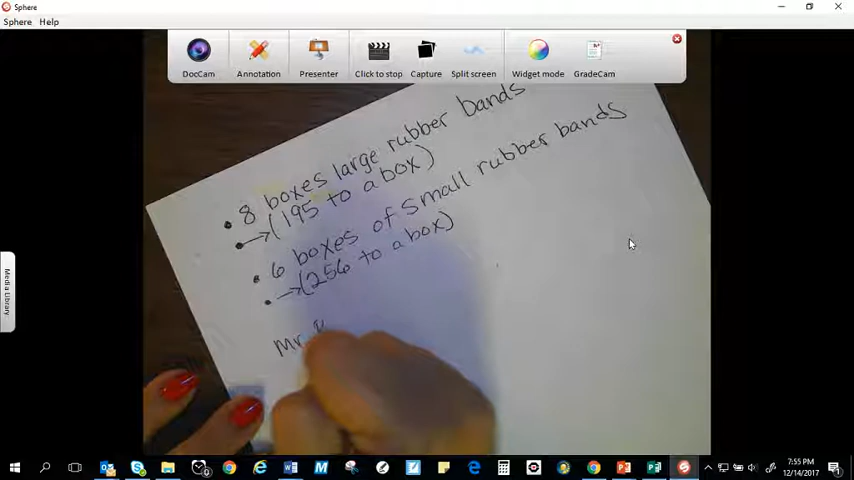 Sphere
Sphere Help
DocCam
Annotation
Presenter
Click to stop
Capture
Split screen
Widget mode
GradeCam
Media Library
• 8 boxes large rubber bands
• →(195 to a box)
• 6 boxes of small rubber bands
• →(256 to a box)
Mr.
7:55 PM
12/14/2017